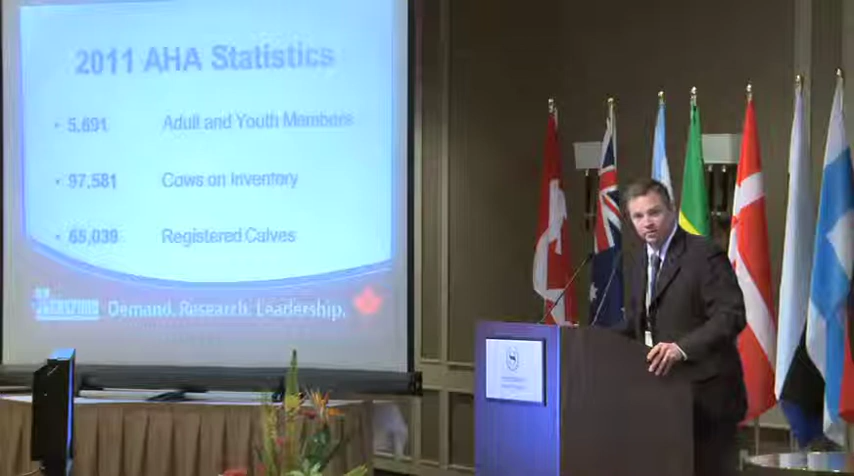 2011 AHA Statistics
• 5,691 Adult and Youth Members
• 97,581 Cows on Inventory
• 65,039 Registered Calves
HEREFORD Demand. Research. Leadership.